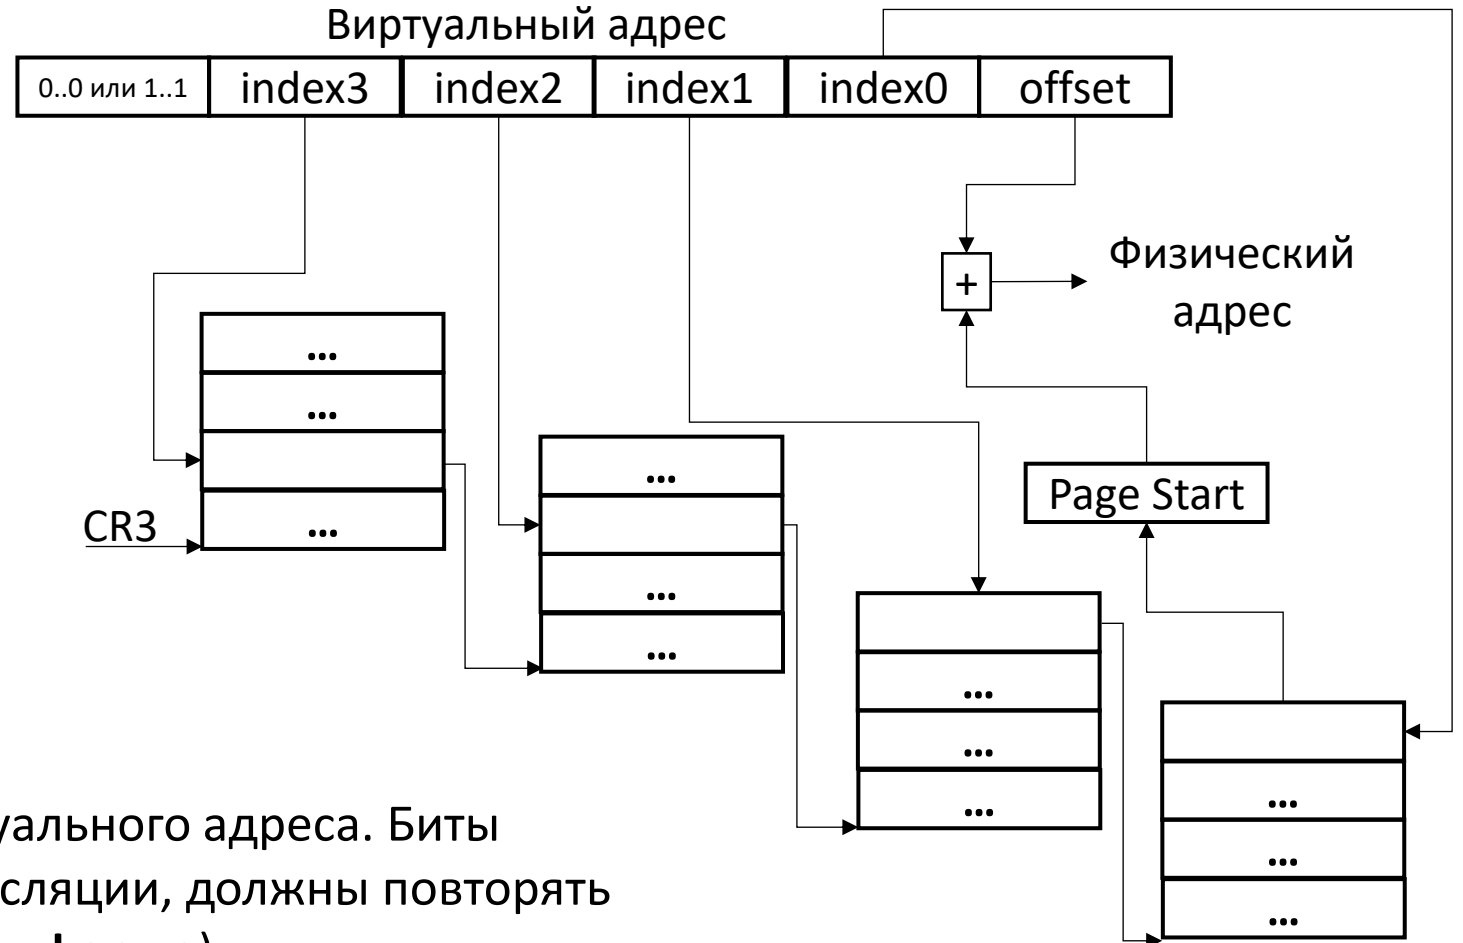 Виртуальный адрес
0..0 или 1..1 index3 index2 index1 index0 offset
+
Физический
адрес
...
...
...
CR3
...
...
...
Page Start
...
...
...
...
...
...
уального адреса. Биты
сляции, должны повторять